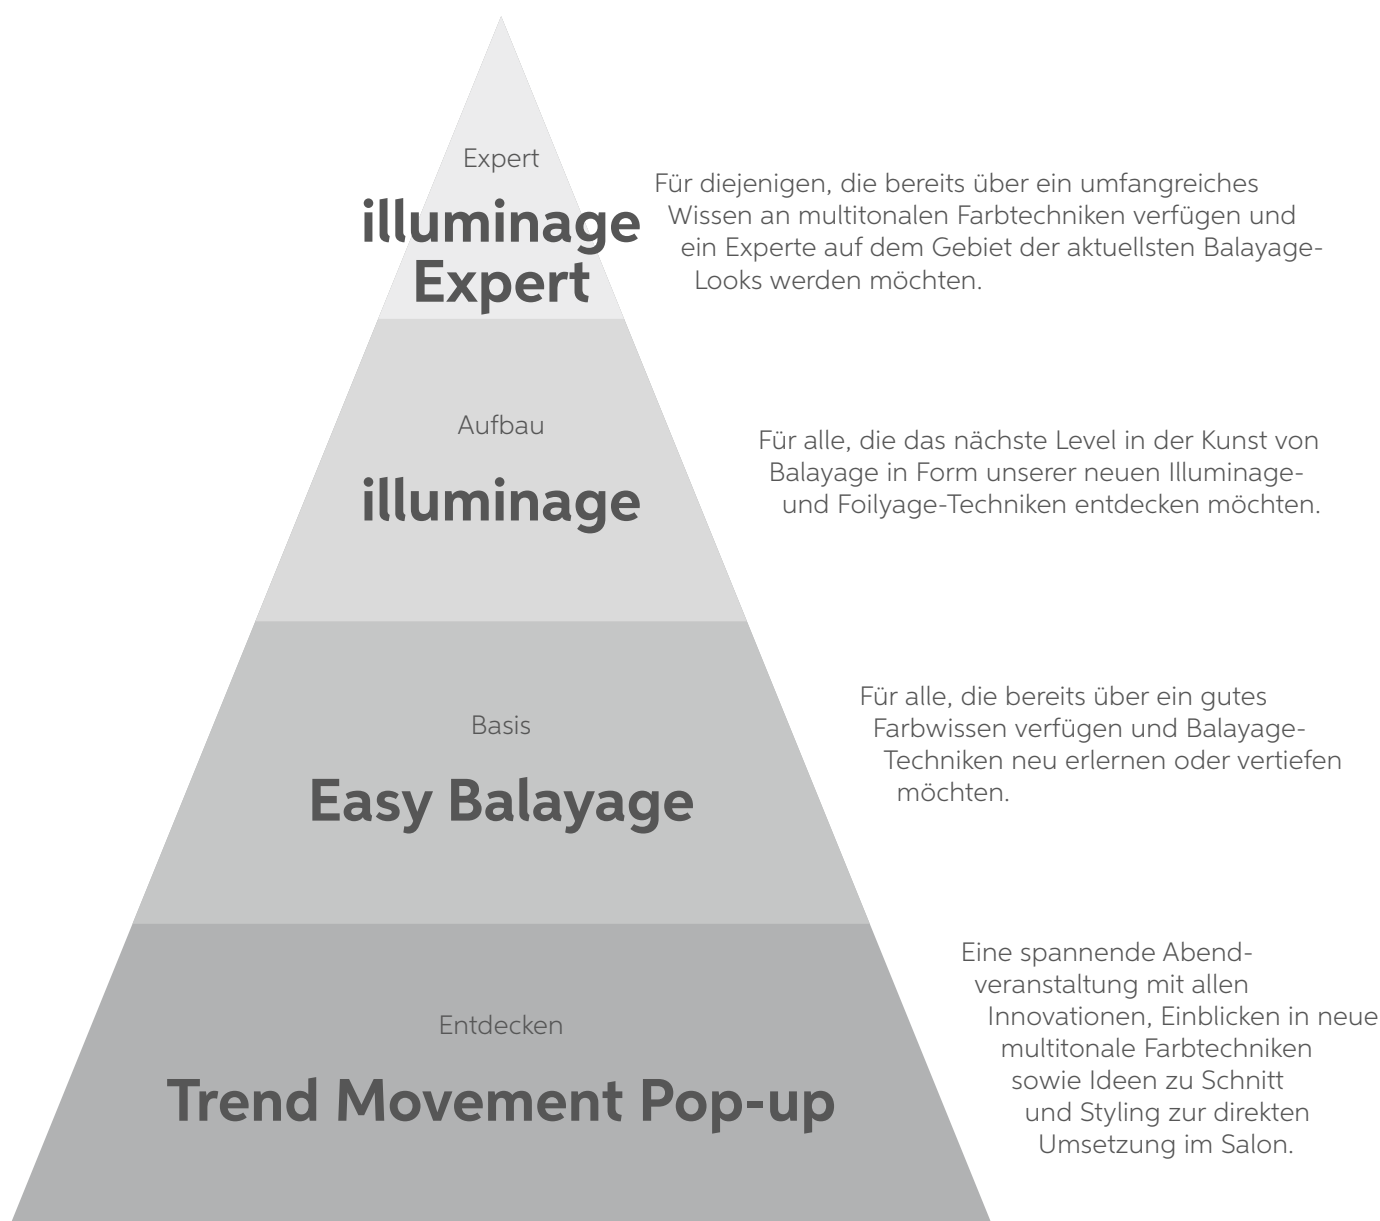 Expert
illuminage
Expert
Für diejenigen, die bereits über ein umfangreiches
Wissen an multitonalen Farbtechniken verfügen und
ein Experte auf dem Gebiet der aktuellsten Balayage-
Looks werden möchten.
Aufbau
illuminage
Für alle, die das nächste Level in der Kunst von
Balayage in Form unserer neuen Illuminage-
und Foilyage-Techniken entdecken möchten.
Basis
Easy Balayage
Für alle, die bereits über ein gutes
Farbwissen verfügen und Balayage-
Techniken neu erlernen oder vertiefen
möchten.
Entdecken
Trend Movement Pop-up
Eine spannende Abend-
veranstaltung mit allen
Innovationen, Einblicken in neue
multitonale Farbtechniken
sowie Ideen zu Schnitt
und Styling zur direkten
Umsetzung im Salon.